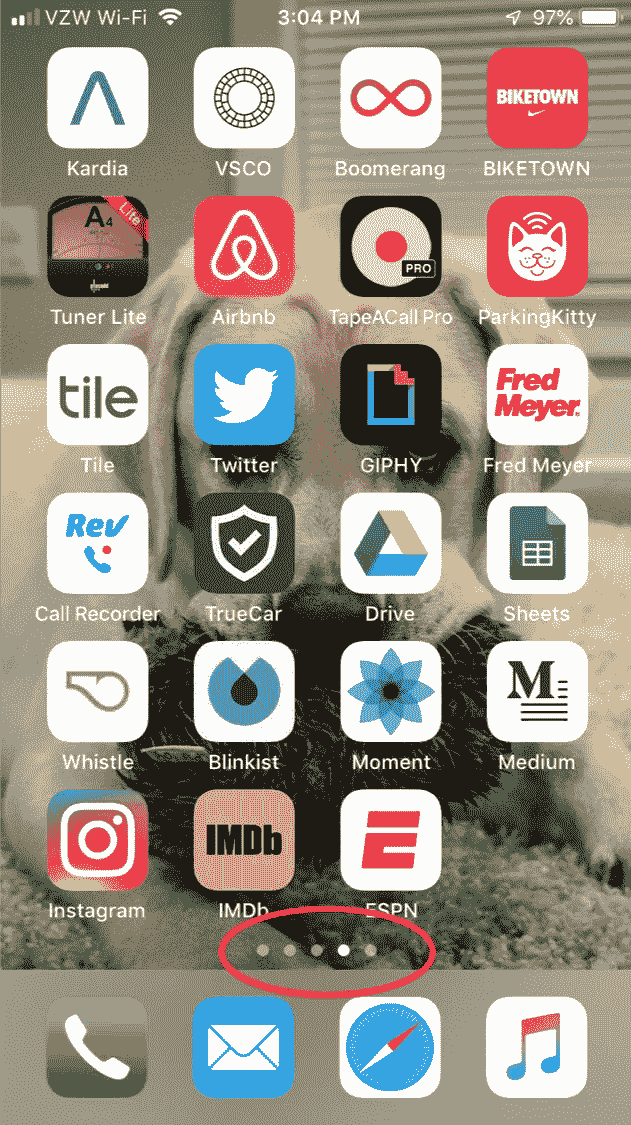 VZW Wi-Fi 3:04 PM 97%
BIKETOWN
Kardia VSCO Boomerang BIKETOWN
A4 Lite PRO
Tuner Lite Airbnb TapeACall Pro ParkingKitty
tile Fred Meyer
Tile Twitter GIPHY Fred Meyer
Rev
Call Recorder TrueCar Drive Sheets
M
Whistle Blinkist Moment Medium
IMDb
Instagram IMDb ESPN